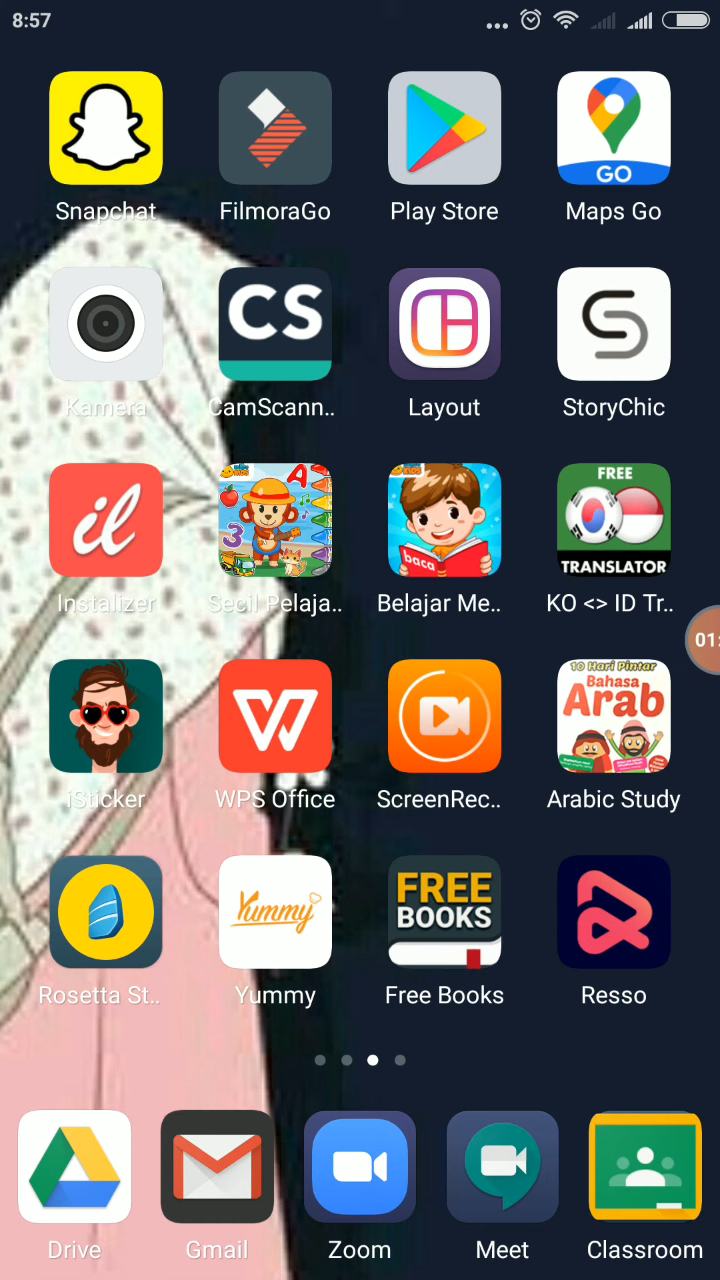 8:57
Snapchat
FilmoraGo
Play Store
GO
Maps Go
Kamera
CS
CamScann..
Layout
StoryChic
il
Instalizer
A
3
Secil Pelaja..
baca
Belajar Me..
FREE
TRANSLATOR
KO <> ID Tr..
01:
iSticker
W
WPS Office
ScreenRec..
10 Hari Pintar
Bahasa
Arab
Arabic Study
Rosetta St..
Yummy
Yummy
FREE
BOOKS
Free Books
Resso
Drive
Gmail
Zoom
Meet
Classroom